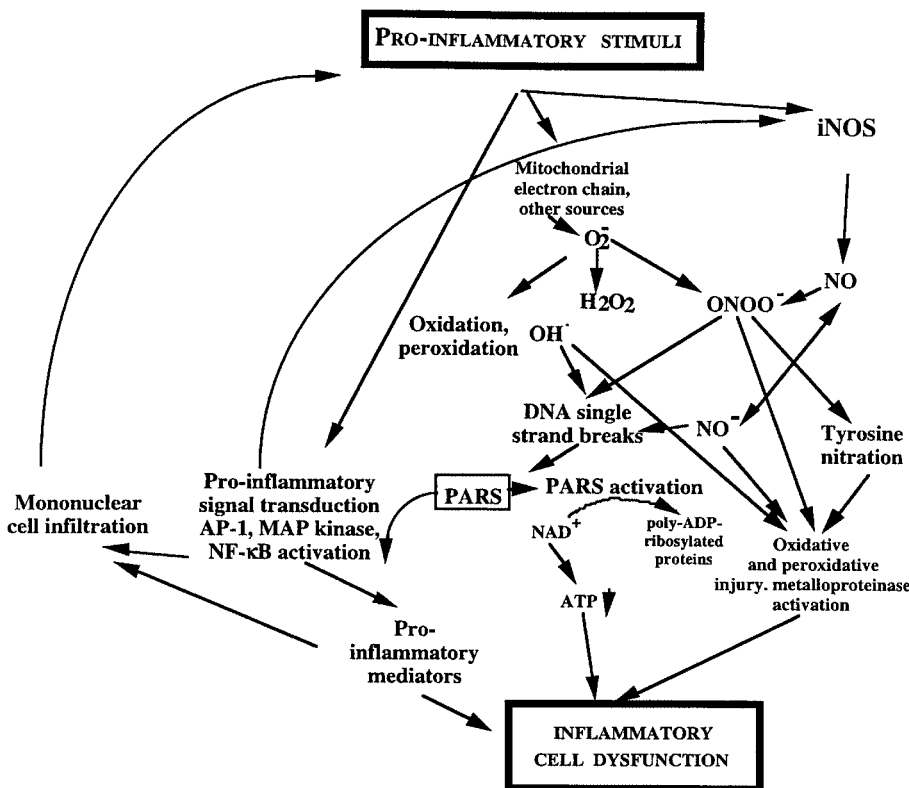 PRO-INFLAMMATORY STIMULI
iNOS
Mitochondrial
electron chain,
other sources
O2-
H2O2
ONOO-
NO
Oxidation,
peroxidation
OH·
DNA single
strand breaks
NO-
Tyrosine
nitration
Mononuclear
cell infiltration
Pro-inflammatory
signal transduction
AP-1, MAP kinase,
NF-κB activation
PARS
PARS activation
NAD+
poly-ADP-
ribosylated
proteins
Oxidative
and peroxidative
injury. metalloproteinase
activation
ATP
Pro-
inflammatory
mediators
INFLAMMATORY
CELL DYSFUNCTION